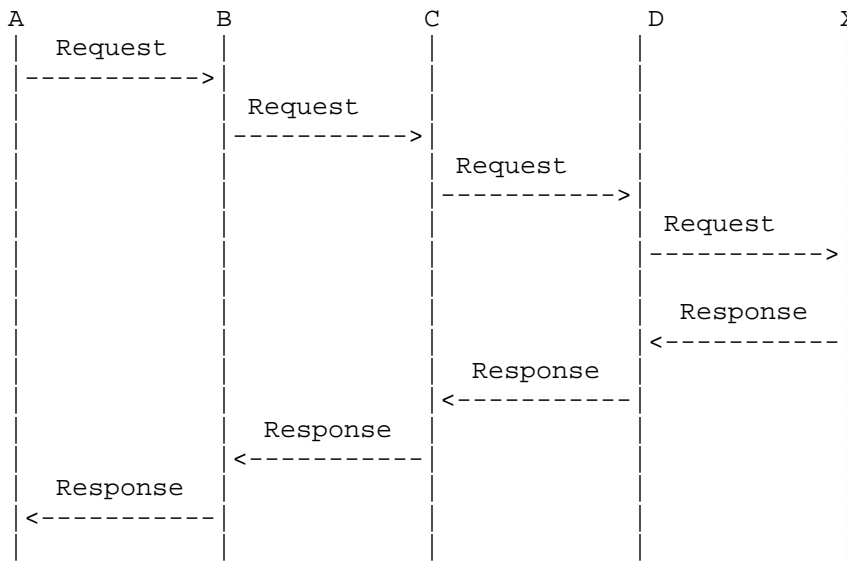 A B C D X
Request
Request
Request
Request
Response
Response
Response
Response